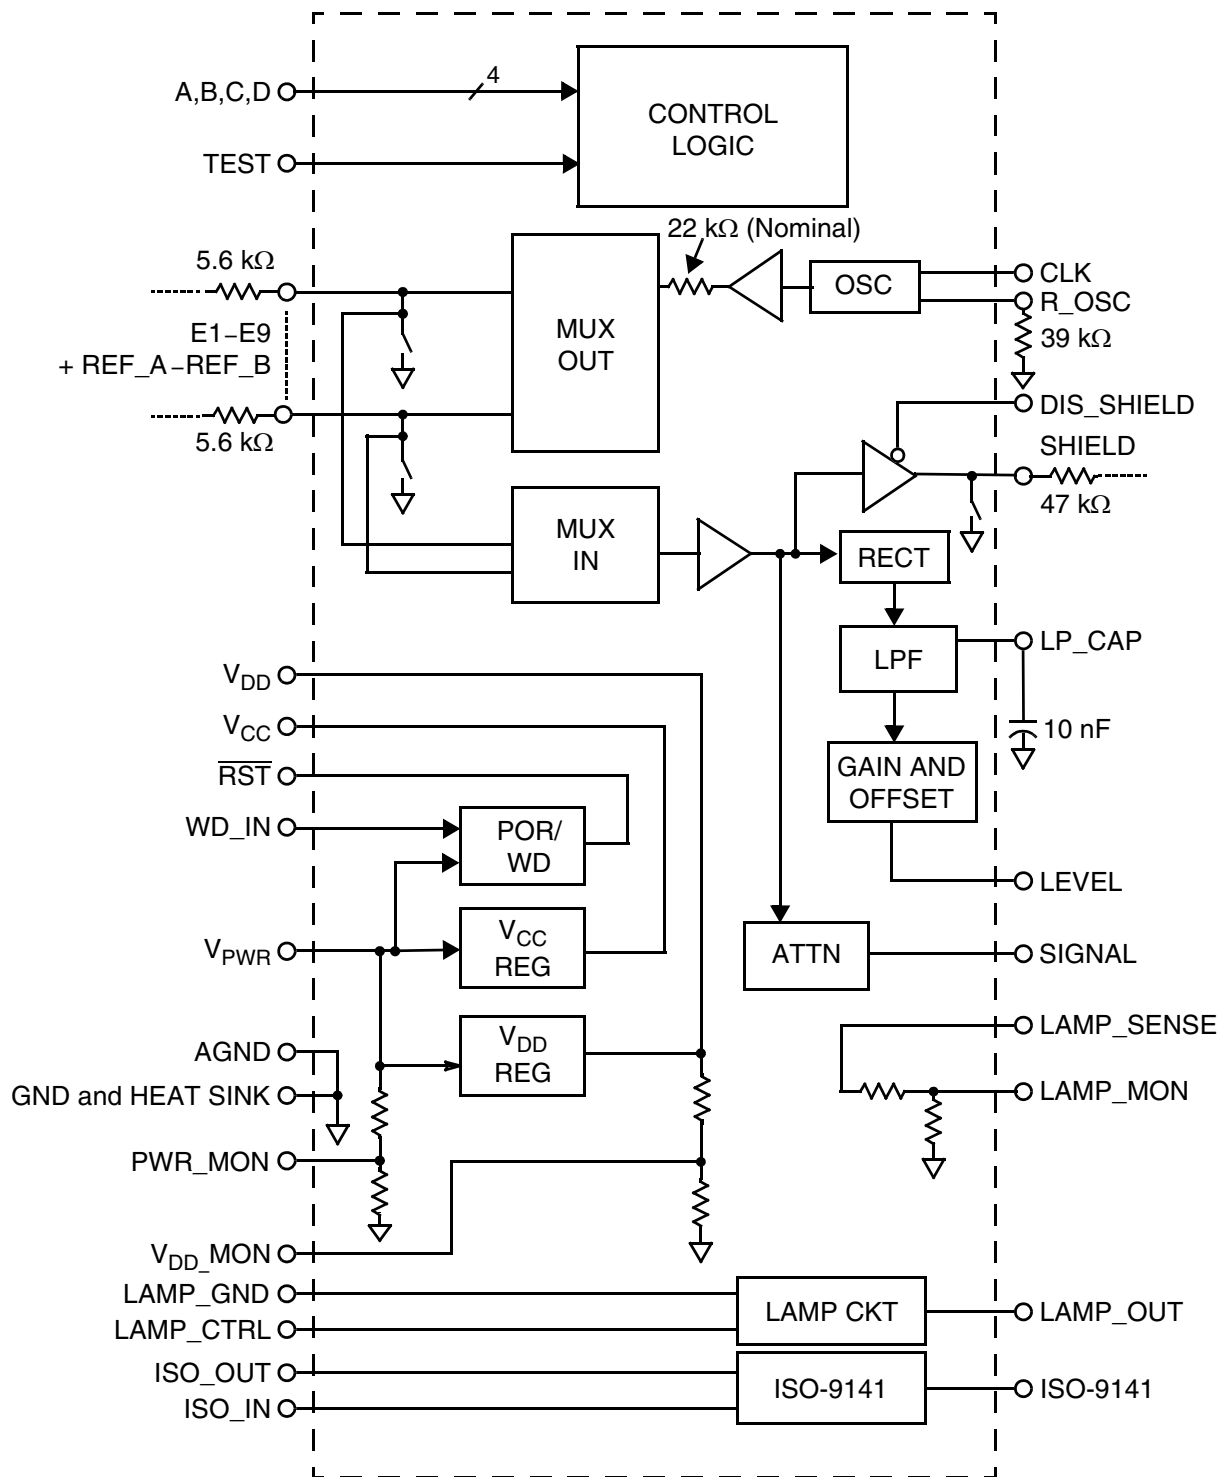 A,B,C,D
4
CONTROL
LOGIC
TEST
22 kΩ (Nominal)
5.6 kΩ
MUX
OUT
OSC
CLK
R_OSC
39 kΩ
E1–E9
+ REF_A–REF_B
5.6 kΩ
DIS_SHIELD
SHIELD
47 kΩ
MUX
IN
RECT
LPF
LP_CAP
10 nF
GAIN AND
OFFSET
LEVEL
VDD
VCC
RST
WD_IN
POR/
WD
VPWR
VCC
REG
ATTN
SIGNAL
AGND
VDD
REG
GND and HEAT SINK
LAMP_SENSE
LAMP_MON
PWR_MON
VDD_MON
LAMP_GND
LAMP_CTRL
LAMP CKT
LAMP_OUT
ISO_OUT
ISO_IN
ISO-9141
ISO-9141